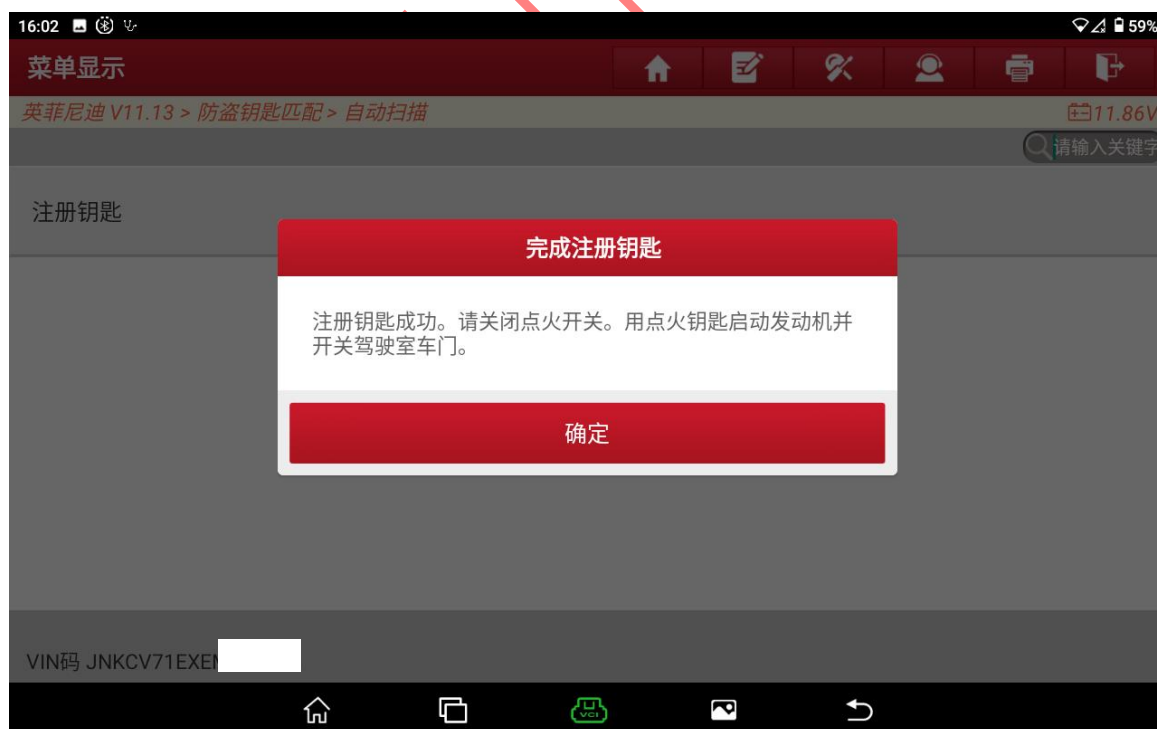 16:02
59%
菜单显示
英菲尼迪 V11.13 > 防盗钥匙匹配 > 自动扫描
11.86V
请输入关键字
注册钥匙
完成注册钥匙
注册钥匙成功。请关闭点火开关。用点火钥匙启动发动机并
开关驾驶室车门。
确定
VIN码 JNKCV71EXE
VCI